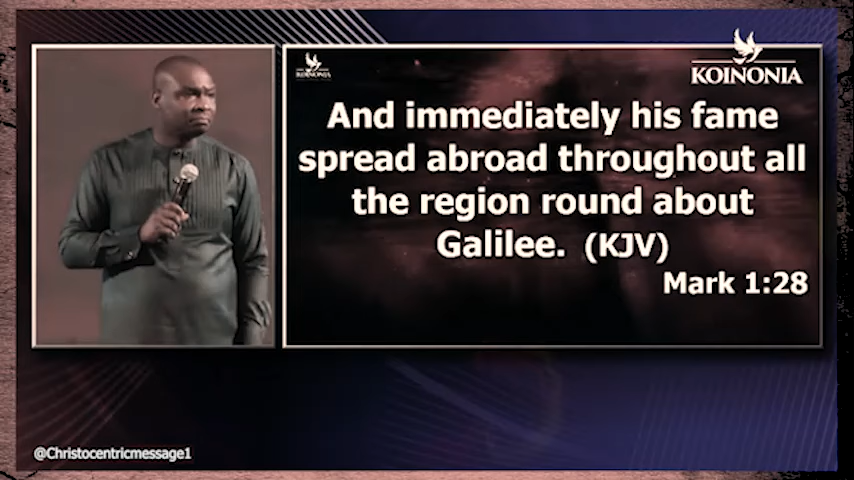 KOINONIA
KOINONIA
And immediately his fame
spread abroad throughout all
the region round about
Galilee. (KJV)
Mark 1:28
@Christocentricmessage1